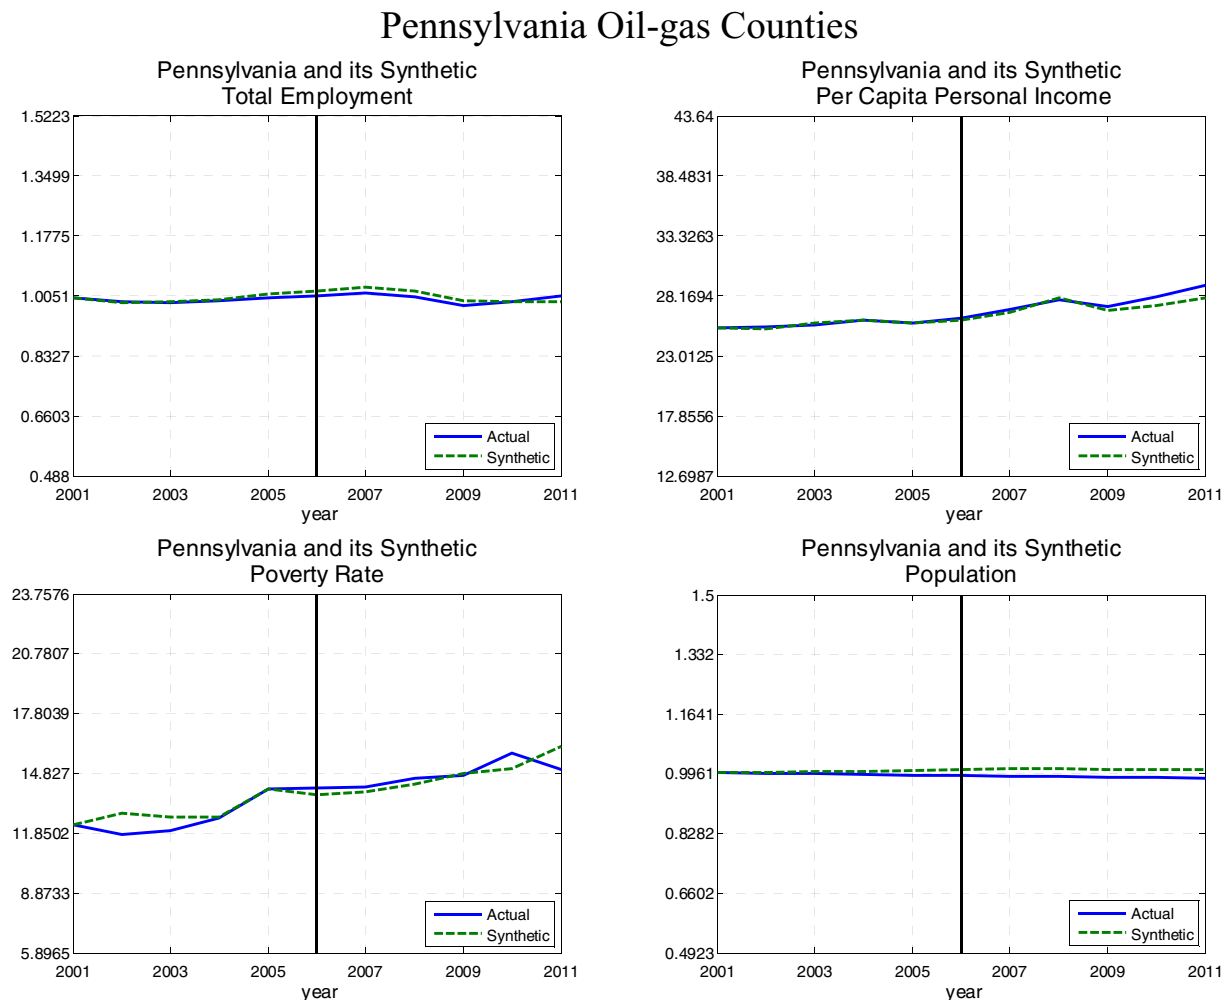 Pennsylvania Oil-gas Counties
Pennsylvania and its Synthetic
Total Employment
1.5223
1.3499
1.1775
1.0051
0.8327
0.6603
0.488
2001 2003 2005 2007 2009 2011
year
Actual
Synthetic
Pennsylvania and its Synthetic
Per Capita Personal Income
43.64
38.4831
33.3263
28.1694
23.0125
17.8556
12.6987
2001 2003 2005 2007 2009 2011
year
Actual
Synthetic
Pennsylvania and its Synthetic
Poverty Rate
23.7576
20.7807
17.8039
14.827
11.8502
8.8733
5.8965
2001 2003 2005 2007 2009 2011
year
Actual
Synthetic
Pennsylvania and its Synthetic
Population
1.5
1.332
1.1641
0.9961
0.8282
0.6602
0.4923
2001 2003 2005 2007 2009 2011
year
Actual
Synthetic